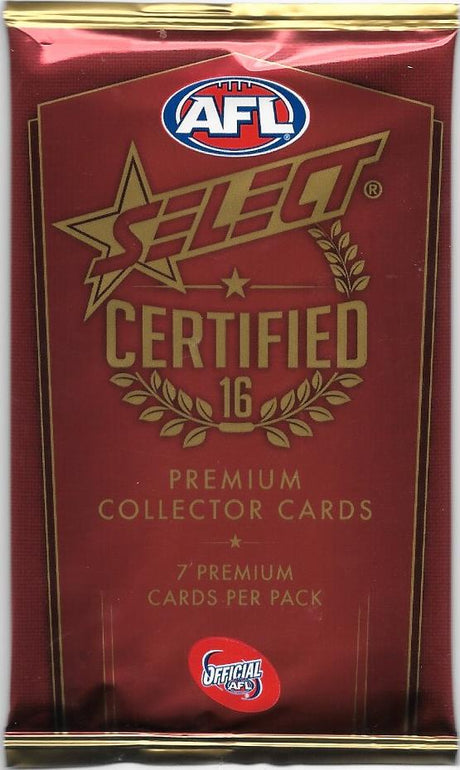 AFL
SELECT®
CERTIFIED
16
PREMIUM
COLLECTOR CARDS
7 PREMIUM
CARDS PER PACK
OFFICIAL
AFL